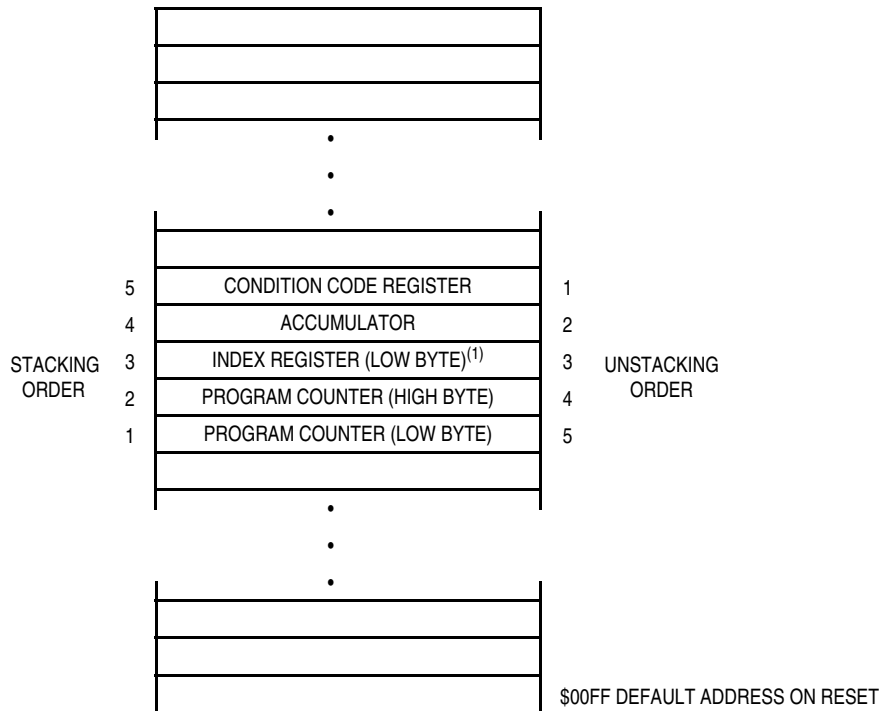 5 CONDITION CODE REGISTER 1
4 ACCUMULATOR 2
STACKING ORDER
3 INDEX REGISTER (LOW BYTE)(1) 3
UNSTACKING ORDER
2 PROGRAM COUNTER (HIGH BYTE) 4
1 PROGRAM COUNTER (LOW BYTE) 5
$00FF DEFAULT ADDRESS ON RESET